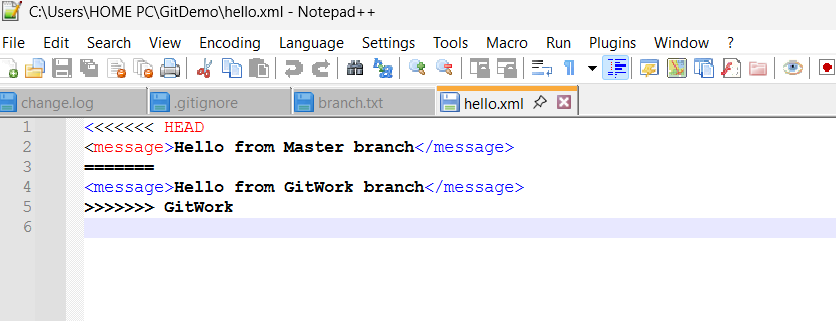 C:\Users\HOME PC\GitDemo\hello.xml - Notepad++
File Edit Search View Encoding Language Settings Tools Macro Run Plugins Window ?
change.log .gitignore branch.txt hello.xml
1 <<<<<<< HEAD
2 <message>Hello from Master branch</message>
3 =======
4 <message>Hello from GitWork branch</message>
5 >>>>>>> GitWork
6